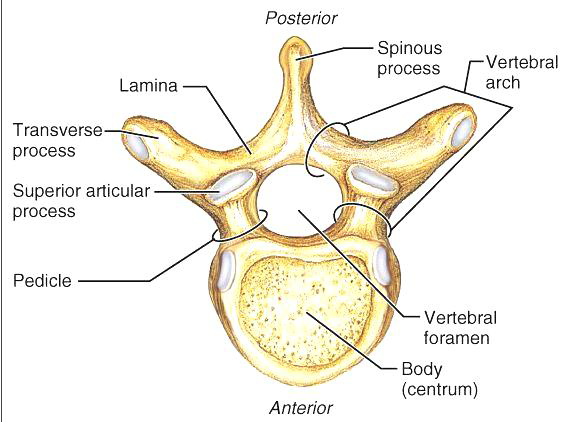 Posterior
Spinous
process
Vertebral
arch
Lamina
Transverse
process
Superior articular
process
Pedicle
Vertebral
foramen
Body
(centrum)
Anterior